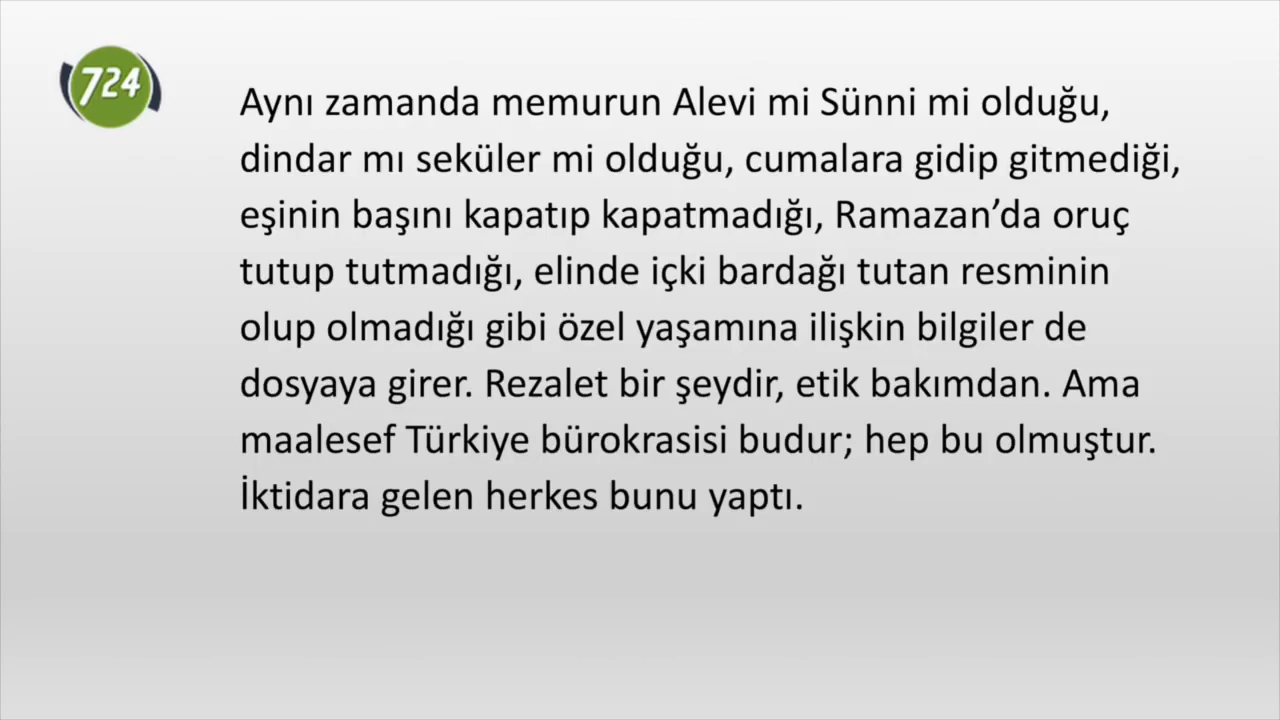 724
Aynı zamanda memurun Alevi mi Sünni mi olduğu,
dindar mı seküler mi olduğu, cumalara gidip gitmediği,
eşinin başını kapatıp kapatmadığı, Ramazan’da oruç
tutup tutmadığı, elinde içki bardağı tutan resminin
olup olmadığı gibi özel yaşamına ilişkin bilgiler de
dosyaya girer. Rezalet bir şeydir, etik bakımdan. Ama
maalesef Türkiye bürokrasisi budur; hep bu olmuştur.
İktidara gelen herkes bunu yaptı.